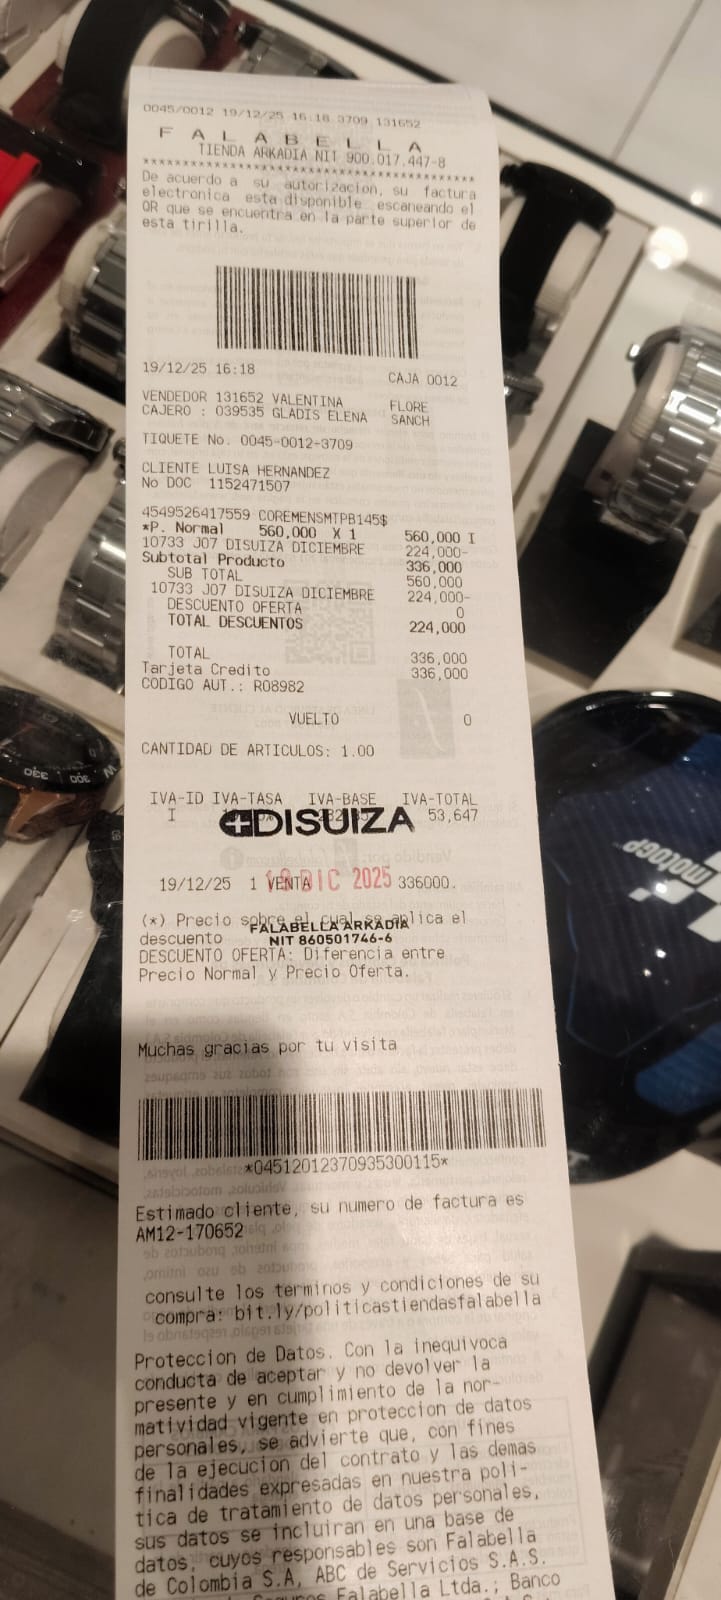 0045/0012 19/12/25 16:18 3709 131652
F A L A B E L L A
TIENDA ARKADIA NIT 900.017.447-8
****************************************
De acuerdo a su autorizacion, su factura
electronica esta disponible escaneando el
QR que se encuentra en la parte superior de
esta tirilla.
19/12/25 16:18 CAJA 0012
VENDEDOR 131652 VALENTINA FLORE
CAJERO : 039535 GLADIS ELENA SANCH
TIQUETE No. 0045-0012-3709
CLIENTE LUISA HERNANDEZ
No DOC 1152471507
4549526417559 COREMENSMTPB145$
*P. Normal 560,000 X 1 560,000 I
10733 J07 DISUIZA DICIEMBRE 224,000-
Subtotal Producto 336,000
SUB TOTAL 560,000
10733 J07 DISUIZA DICIEMBRE 224,000-
DESCUENTO OFERTA 0
TOTAL DESCUENTOS 224,000
TOTAL 336,000
Tarjeta Credito 336,000
CODIGO AUT.: R08982
VUELTO 0
CANTIDAD DE ARTICULOS: 1.00
IVA-ID IVA-TASA IVA-BASE IVA-TOTAL
I 53,647
DISUIZA
19/12/25 1 VENTA 336000.
DIC 2025
(*) Precio sobre el cual se aplica el
FALABELLA ARKADIA
descuento
NIT 860501746-6
DESCUENTO OFERTA: Diferencia entre
Precio Normal y Precio Oferta.
Muchas gracias por tu visita
*04512012370935300115*
Estimado cliente, su numero de factura es
AM12-170652
consulte los terminos y condiciones de su
compra: bit.ly/politicastiendasfalabella
Proteccion de Datos. Con la inequivoca
conducta de aceptar y no devolver la
presente y en cumplimiento de la nor-
matividad vigente en proteccion de datos
personales, se advierte que, con fines
de la ejecucion del contrato y las demas
finalidades expresadas en nuestra poli-
tica de tratamiento de datos personales,
sus datos se incluiran en una base de
datos, cuyos responsables son Falabella
de Colombia S.A, ABC de Servicios S.A.S.
Seguros Falabella Ltda.; Banco
motoGP